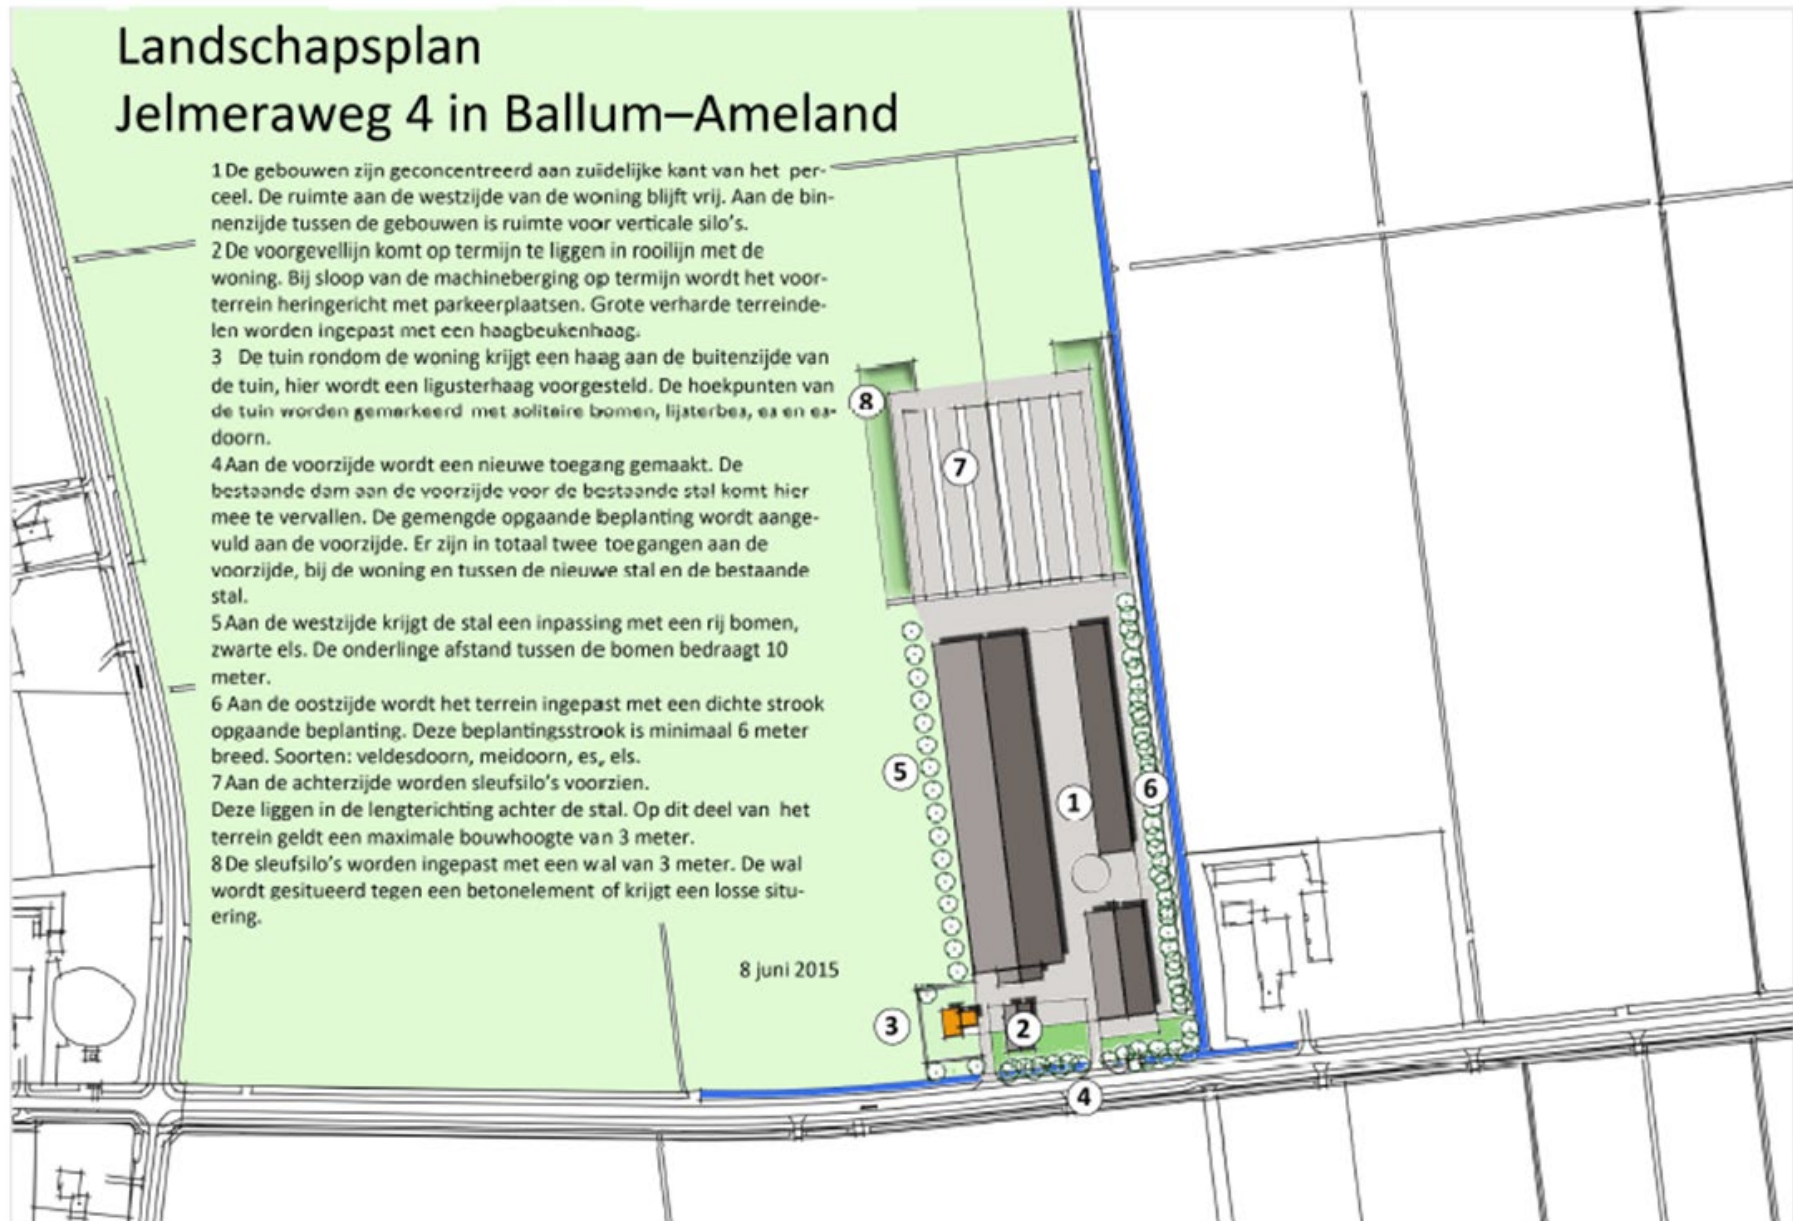 Landschapsplan
Jelmeraweg 4 in Ballum–Ameland
1 De gebouwen zijn geconcentreerd aan zuidelijke kant van het per-
ceel. De ruimte aan de westzijde van de woning blijft vrij. Aan de bin-
nenzijde tussen de gebouwen is ruimte voor verticale silo's.
2 De voorgevellijn komt op termijn te liggen in rooilijn met de
woning. Bij sloop van de machineberging op termijn wordt het voor-
terrein heringericht met parkeerplaatsen. Grote verharde terreinde-
len worden ingepast met een haagbeukenhaag.
3 De tuin rondom de woning krijgt een haag aan de buitenzijde van
de tuin, hier wordt een ligusterhaag voorgesteld. De hoekpunten van
de tuin worden gemarkeerd met solitaire bomen, lijsterbes, es en es-
doorn.
4 Aan de voorzijde wordt een nieuwe toegang gemaakt. De
bestaande dam aan de voorzijde voor de bestaande stal komt hier
mee te vervallen. De gemengde opgaande beplanting wordt aange-
vuld aan de voorzijde. Er zijn in totaal twee toegangen aan de
voorzijde, bij de woning en tussen de nieuwe stal en de bestaande
stal.
5 Aan de westzijde krijgt de stal een inpassing met een rij bomen,
zwarte els. De onderlinge afstand tussen de bomen bedraagt 10
meter.
6 Aan de oostzijde wordt het terrein ingepast met een dichte strook
opgaande beplanting. Deze beplantingsstrook is minimaal 6 meter
breed. Soorten: veldesdoorn, meidoorn, es, els.
7 Aan de achterzijde worden sleufsilo's voorzien.
Deze liggen in de lengterichting achter de stal. Op dit deel van het
terrein geldt een maximale bouwhoogte van 3 meter.
8 De sleufsilo's worden ingepast met een wal van 3 meter. De wal
wordt gesitueerd tegen een betonelement of krijgt een losse situ-
ering.
8 juni 2015
8
7
5
6
1
3
2
4